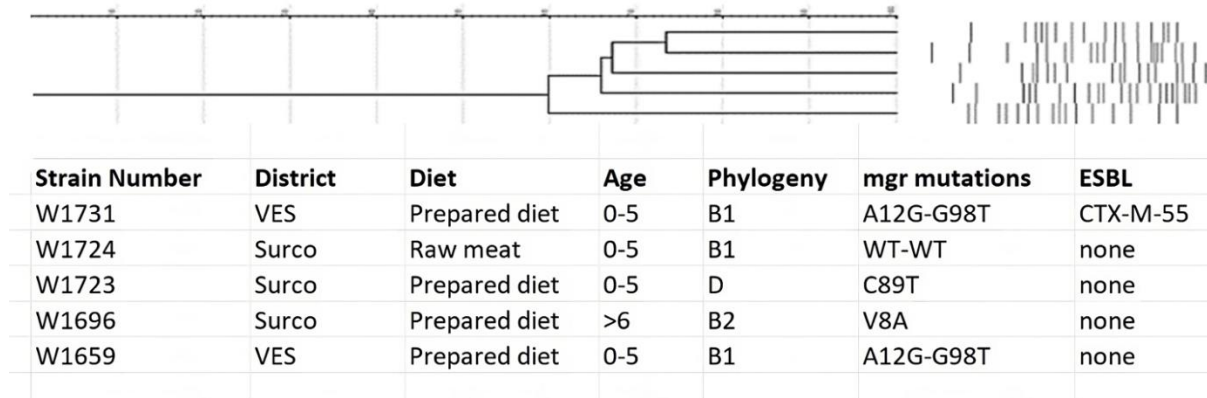 Strain Number District Diet Age Phylogeny mgr mutations ESBL
W1731 VES Prepared diet 0-5 B1 A12G-G98T CTX-M-55
W1724 Surco Raw meat 0-5 B1 WT-WT none
W1723 Surco Prepared diet 0-5 D C89T none
W1696 Surco Prepared diet >6 B2 V8A none
W1659 VES Prepared diet 0-5 B1 A12G-G98T none